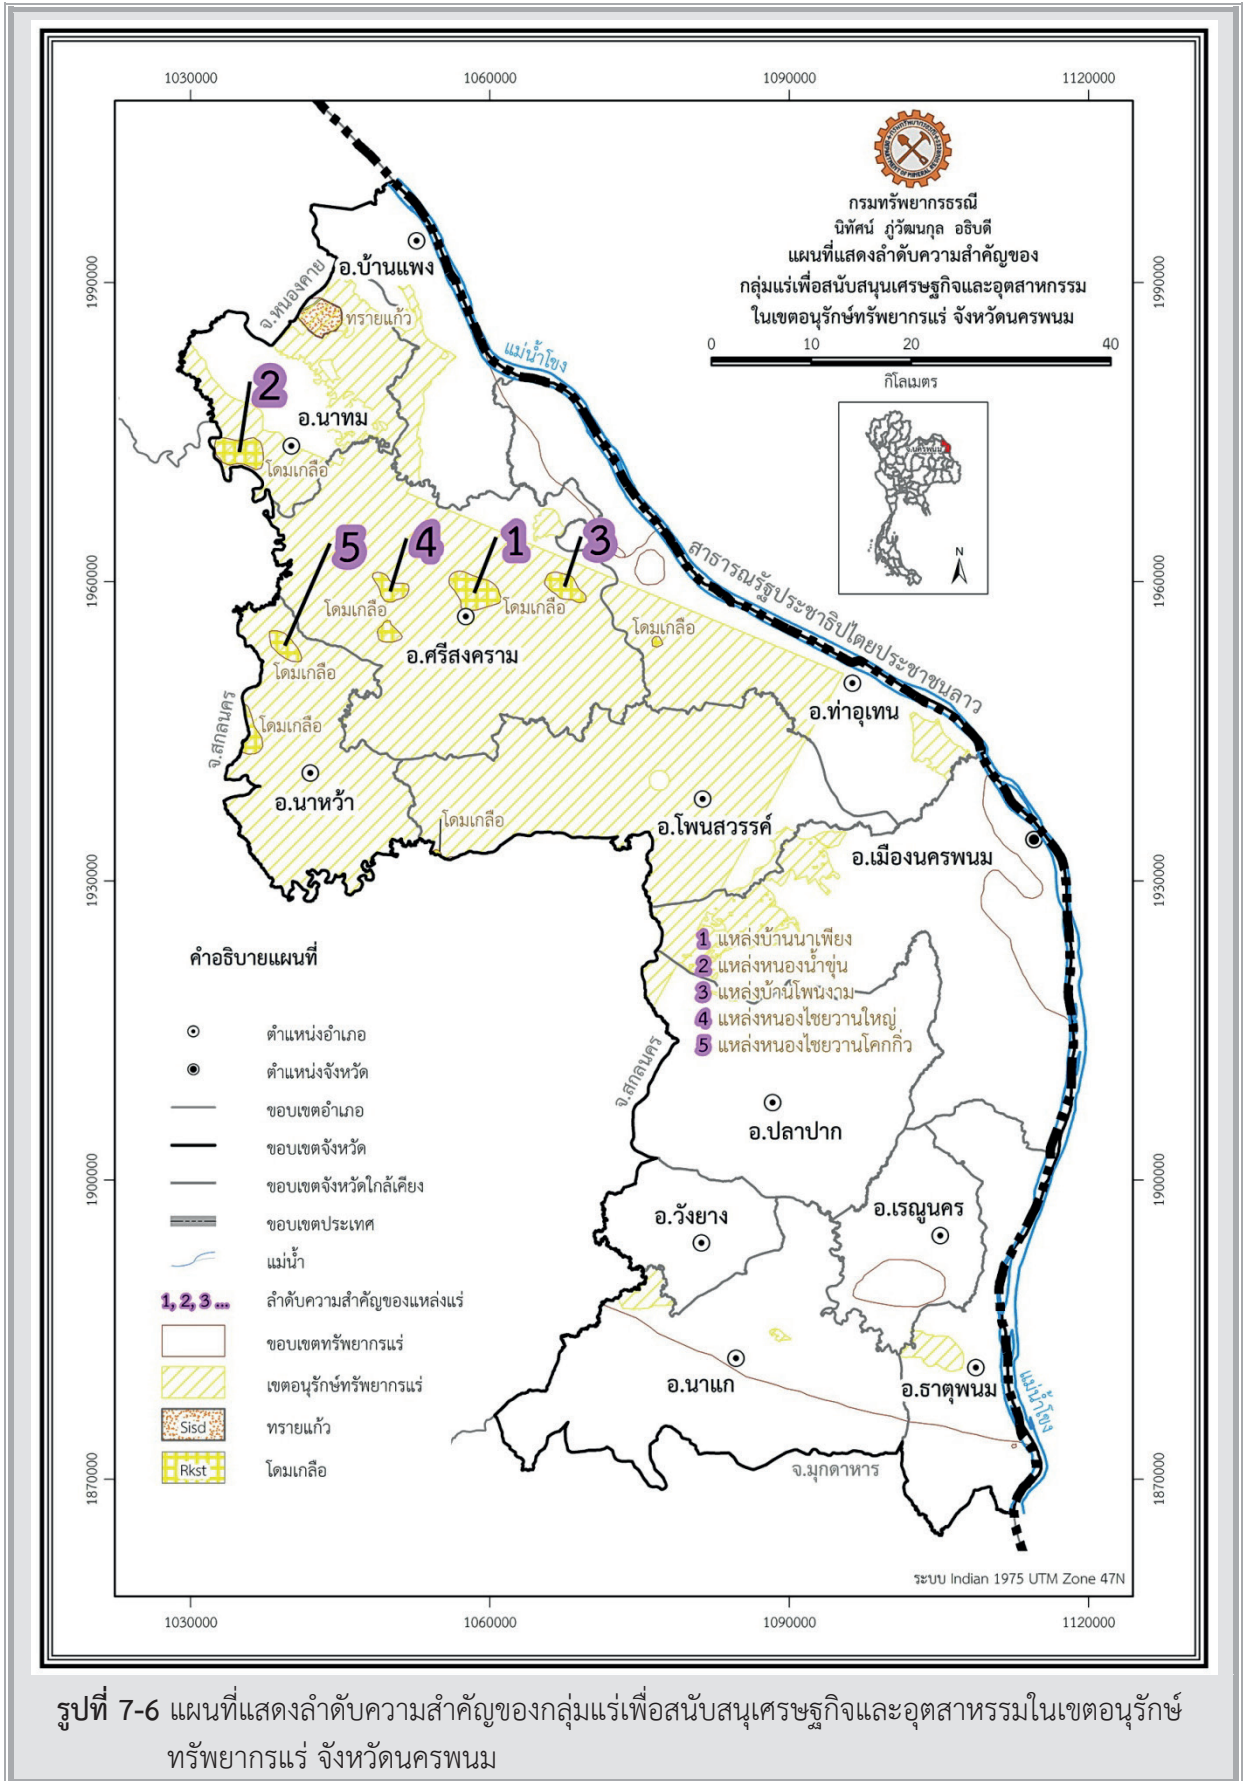 1030000 1060000 1090000 1120000
กรมทรัพยากรธรณี
นิทัศน์ ภู่วัฒนกุล อธิบดี
แผนที่แสดงลำดับความสำคัญของ
กลุ่มแร่เพื่อสนับสนุนเศรษฐกิจและอุตสาหกรรม
ในเขตอนุรักษ์ทรัพยากรแร่ จังหวัดนครพนม
0 10 20 40
กิโลเมตร
จ.นครพนม
N
1990000
1990000
1960000
1960000
1930000
1930000
1900000
1900000
1870000
1870000
อ.บ้านแพง
จ.หนองคาย
ทรายแก้ว
แม่น้ำโขง
2
อ.นาทม
โดมเกลือ
5
4
1
3
โดมเกลือ
โดมเกลือ
โดมเกลือ
อ.ศรีสงคราม
โดมเกลือ
สาธารณรัฐประชาธิปไตยประชาชนลาว
อ.ท่าอุเทน
จ.สกลนคร
โดมเกลือ
อ.นาหว้า
โดมเกลือ
อ.โพนสวรรค์
อ.เมืองนครพนม
1 แหล่งบ้านนาเพียง
2 แหล่งหนองน้ำขุ่น
3 แหล่งบ้านโพนงาม
4 แหล่งหนองไชยวานใหญ่
5 แหล่งหนองไชยวานโคกกิ่ว
จ.สกลนคร
อ.ปลาปาก
อ.วังยาง
อ.เรณูนคร
อ.นาแก
อ.ธาตุพนม
แม่น้ำโขง
จ.มุกดาหาร
คำอธิบายแผนที่
ตำแหน่งอำเภอ
ตำแหน่งจังหวัด
ขอบเขตอำเภอ
ขอบเขตจังหวัด
ขอบเขตจังหวัดใกล้เคียง
ขอบเขตประเทศ
แม่น้ำ
1, 2, 3 ... ลำดับความสำคัญของแหล่งแร่
ขอบเขตทรัพยากรแร่
เขตอนุรักษ์ทรัพยากรแร่
Sisd ทรายแก้ว
Rkst โดมเกลือ
ระบบ Indian 1975 UTM Zone 47N
1030000 1060000 1090000 1120000
รูปที่ 7-6 แผนที่แสดงลำดับความสำคัญของกลุ่มแร่เพื่อสนับสนุเศรษฐกิจและอุตสาหรรมในเขตอนุรักษ์
ทรัพยากรแร่ จังหวัดนครพนม